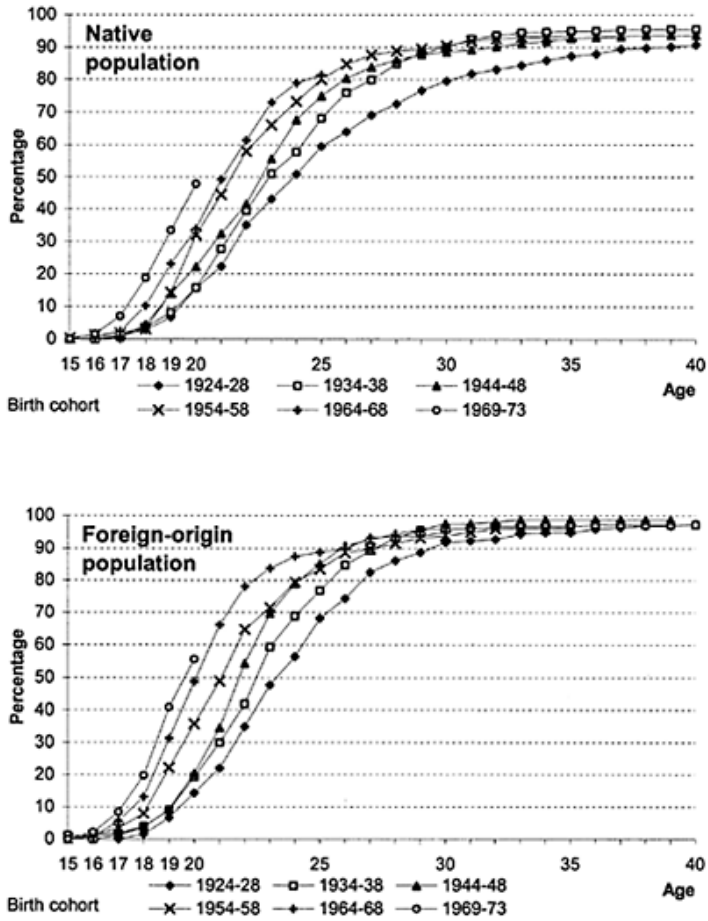 100
Native
90
population
80
70
60
Percentage
50
40
30
20
10
0
15 16 17 18 19 20 25 30 35 40
1924-28 1934-38 1944-48 Age
Birth cohort 1954-58 1964-68 1969-73
100
Foreign-origin
90
population
80
70
60
Percentage
50
40
30
20
10
0
15 16 17 18 19 20 25 30 35 40
1924-28 1934-38 1944-48 Age
Birth cohort 1954-58 1964-68 1969-73